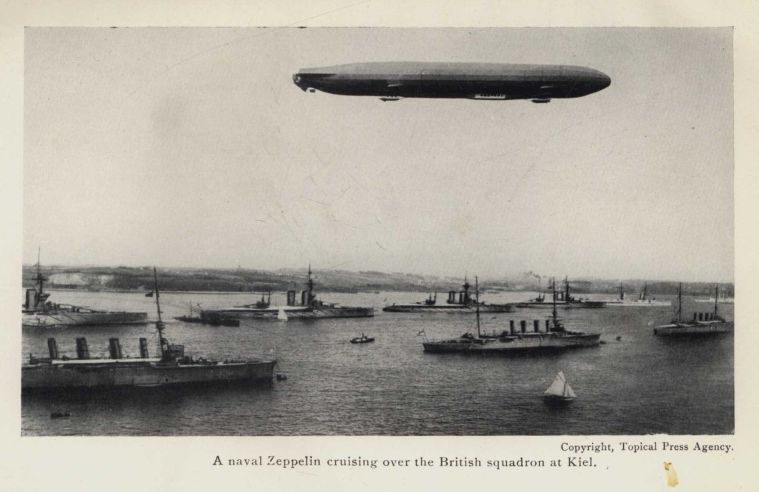 Copyright, Topical Press Agency.
A naval Zeppelin cruising over the British squadron at Kiel.